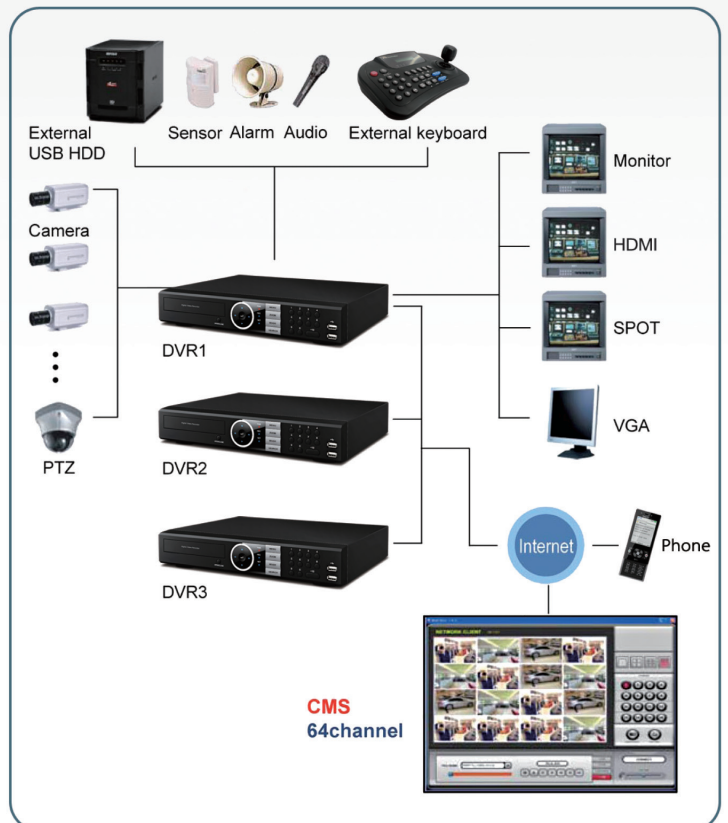 External
USB HDD
Sensor
Alarm
Audio
External keyboard
Camera
PTZ
DVR1
DVR2
DVR3
Monitor
HDMI
SPOT
VGA
Internet
Phone
CMS
64channel
NETWORK CLIENT